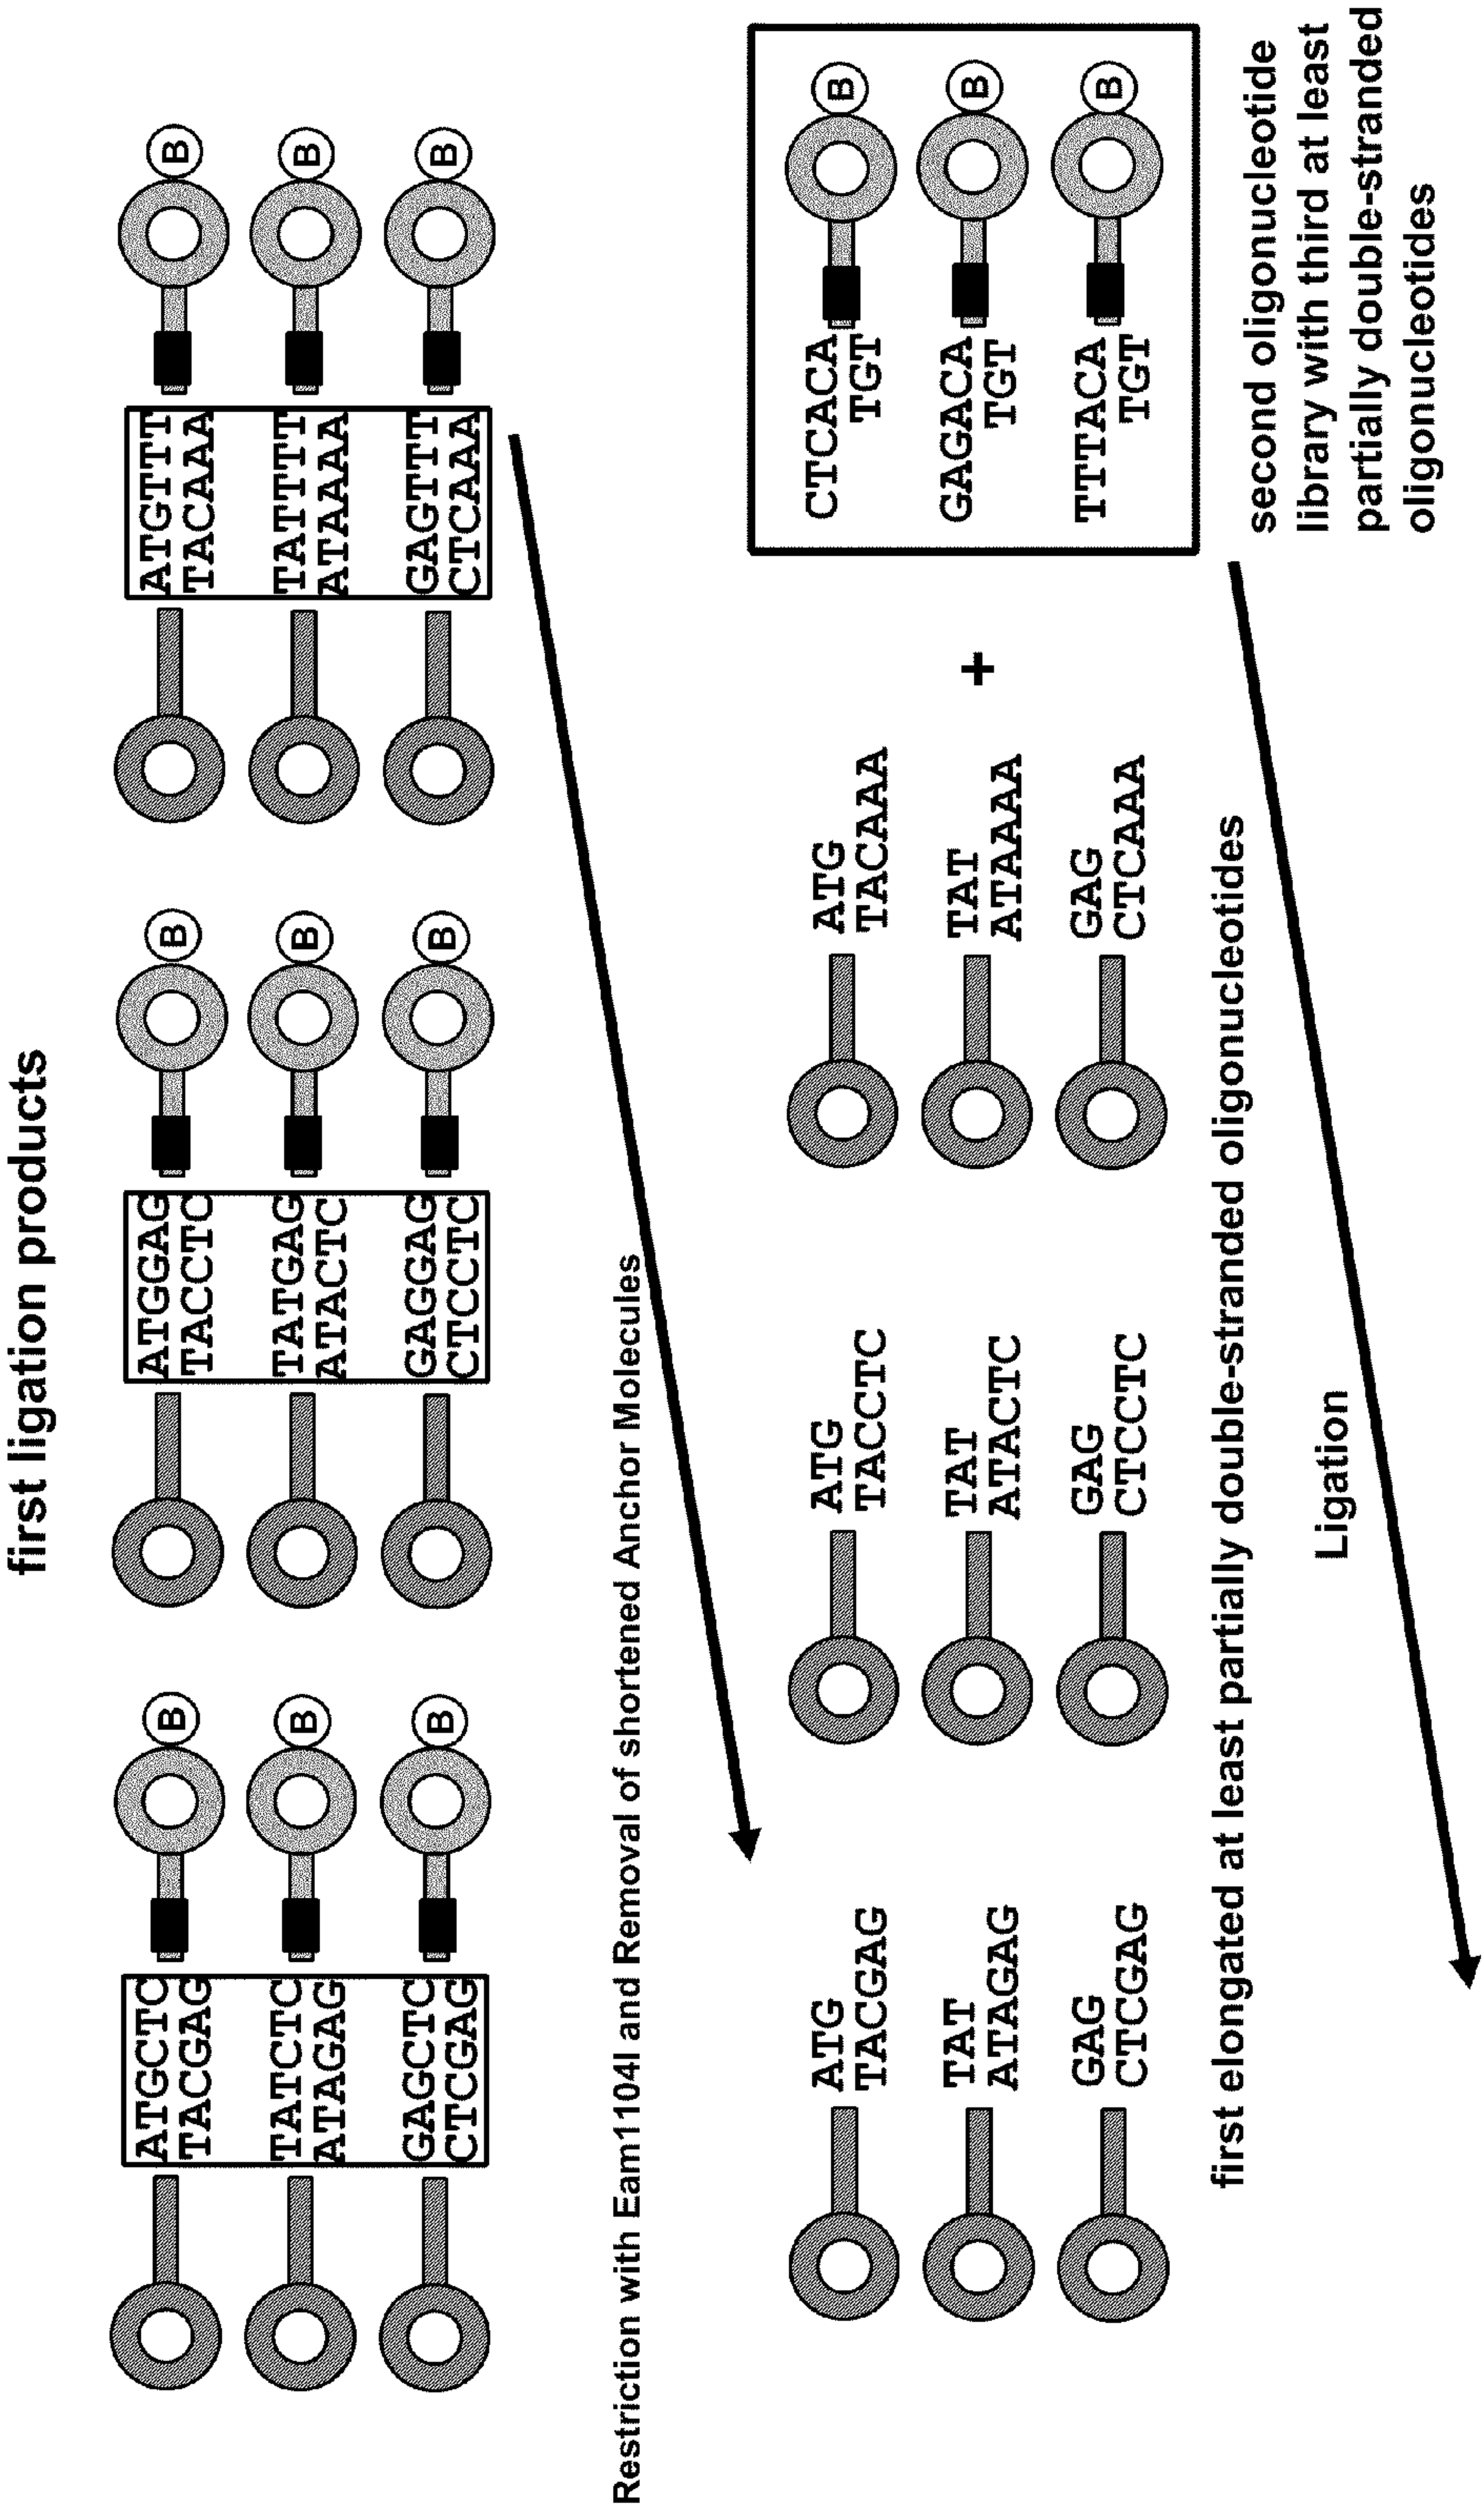 first ligation products
ATGCTC
TACGAG
B
ATGGAG
TACCTC
B
ATGTTT
TACAAA
B
TATCTC
ATAGAG
B
TATGAG
ATACTC
B
TATTTT
ATAAAA
B
GAGCTC
CTCGAG
B
GAGGAG
CTCCTC
B
GAGTTT
CTCAAA
B
Restriction with Eam1104I and Removal of shortened Anchor Molecules
ATG
TACGAG
ATG
TACCTC
ATG
TACAAA
CTCACA
TGT
B
TAT
ATAGAG
TAT
ATACTC
TAT
ATAAAA
+
GAGACA
TGT
B
GAG
CTCGAG
GAG
CTCCTC
GAG
CTCAAA
TTTACA
TGT
B
first elongated at least partially double-stranded oligonucleotides
second oligonucleotide
library with third at least
partially double-stranded
oligonucleotides
Ligation